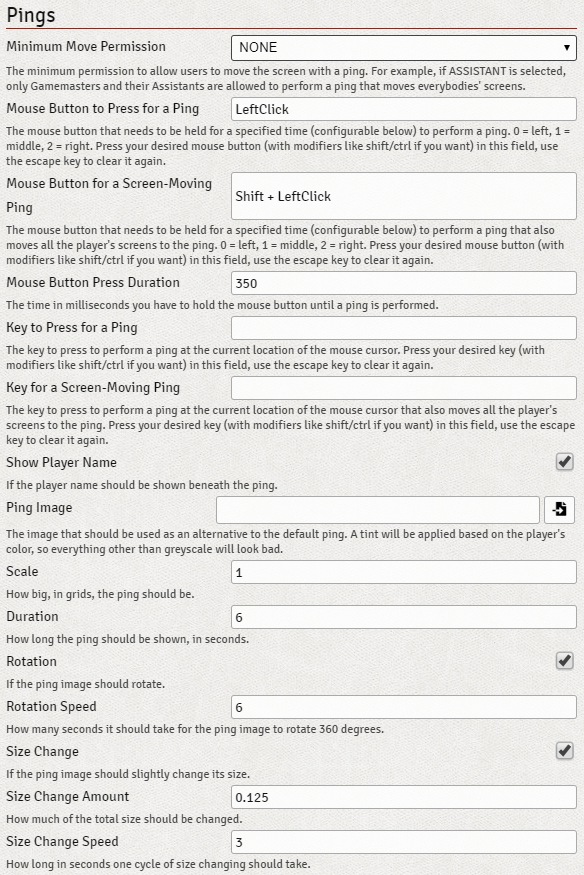 Pings
Minimum Move Permission NONE
The minimum permission to allow users to move the screen with a ping. For example, if ASSISTANT is selected,
only Gamemasters and their Assistants are allowed to perform a ping that moves everybodies' screens.
Mouse Button to Press for a Ping LeftClick
The mouse button that needs to be held for a specified time (configurable below) to perform a ping. 0 = left, 1 =
middle, 2 = right. Press your desired mouse button (with modifiers like shift/ctrl if you want) in this field, use
the escape key to clear it again.
Mouse Button for a Screen-Moving
Ping
Shift + LeftClick
The mouse button that needs to be held for a specified time (configurable below) to perform a ping that also
moves all the player's screens to the ping. 0 = left, 1 = middle, 2 = right. Press your desired mouse button (with
modifiers like shift/ctrl if you want) in this field, use the escape key to clear it again.
Mouse Button Press Duration 350
The time in milliseconds you have to hold the mouse button until a ping is performed.
Key to Press for a Ping
The key to press to perform a ping at the current location of the mouse cursor. Press your desired key (with
modifiers like shift/ctrl if you want) in this field, use the escape key to clear it again.
Key for a Screen-Moving Ping
The key to press to perform a ping at the current location of the mouse cursor that also moves all the player's
screens to the ping. Press your desired key (with modifiers like shift/ctrl if you want) in this field, use the escape
key to clear it again.
Show Player Name
If the player name should be shown beneath the ping.
Ping Image
The image that should be used as an alternative to the default ping. A tint will be applied based on the player's
color, so everything other than greyscale will look bad.
Scale 1
How big, in grids, the ping should be.
Duration 6
How long the ping should be shown, in seconds.
Rotation
If the ping image should rotate.
Rotation Speed 6
How many seconds it should take for the ping image to rotate 360 degrees.
Size Change
If the ping image should slightly change its size.
Size Change Amount 0.125
How much of the total size should be changed.
Size Change Speed 3
How long in seconds one cycle of size changing should take.